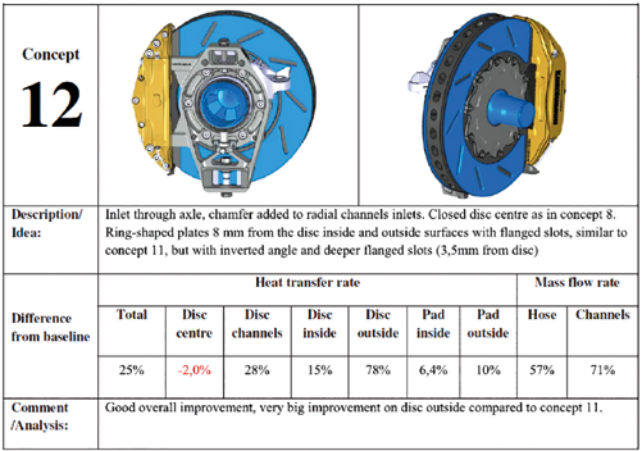 Concept
12
Description/ Idea:
Inlet through axle, chamfer added to radial channels inlets. Closed disc centre as in concept 8.
Ring-shaped plates 8 mm from the disc inside and outside surfaces with flanged slots, similar to
concept 11, but with inverted angle and deeper flanged slots (3,5mm from disc)
Difference from baseline
Heat transfer rate
Mass flow rate
Total
Disc centre
Disc channels
Disc inside
Disc outside
Pad inside
Pad outside
Hose
Channels
25%
-2,0%
28%
15%
78%
6,4%
10%
57%
71%
Comment /Analysis:
Good overall improvement, very big improvement on disc outside compared to concept 11.